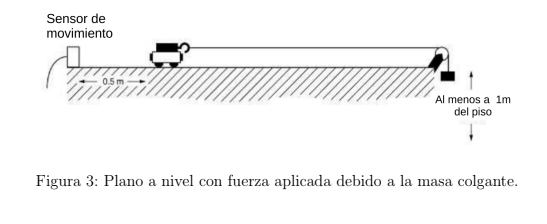 Sensor de
movimiento
0.5 m
Al menos a 1m
del piso
Figura 3: Plano a nivel con fuerza aplicada debido a la masa colgante.